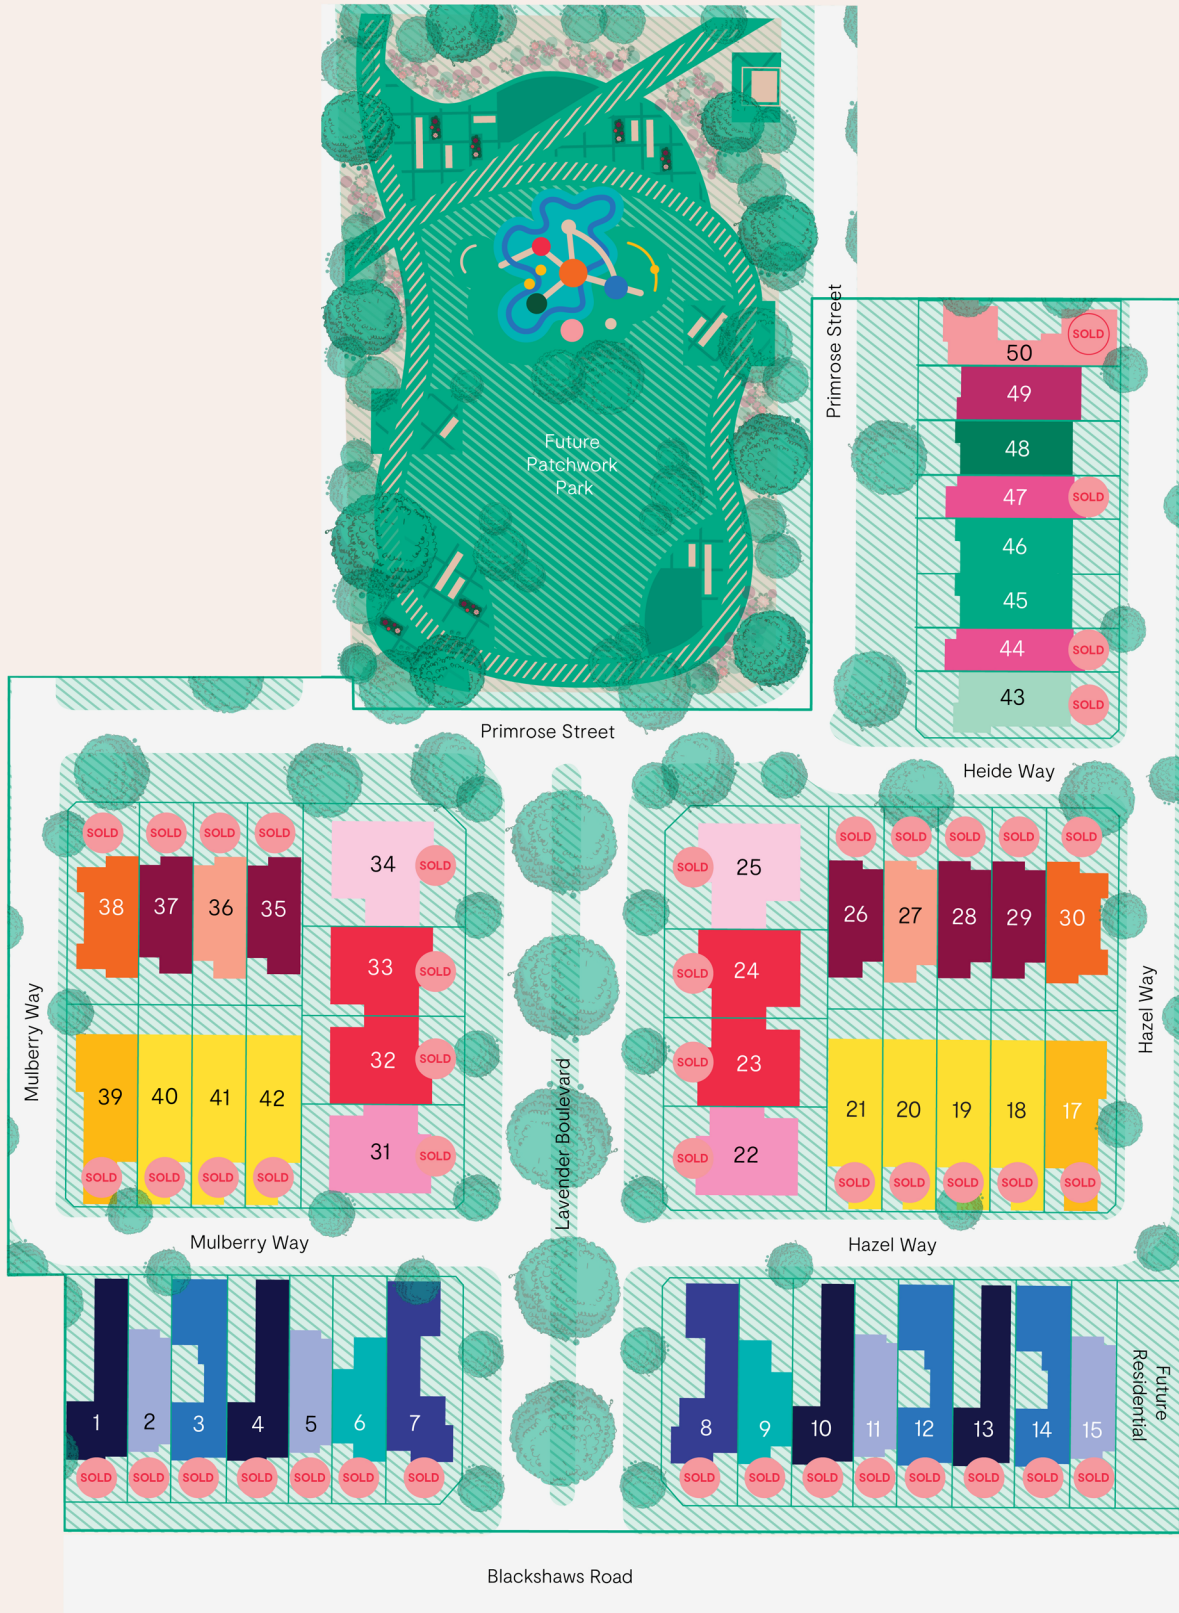 Primrose Street
SOLD
50
49
48
47
SOLD
46
45
44
SOLD
43
SOLD
Future
Patchwork
Park
Primrose Street
Heide Way
SOLD
SOLD
SOLD
SOLD
38
37
36
35
34
SOLD
33
SOLD
32
SOLD
31
SOLD
39
40
41
42
SOLD
SOLD
SOLD
SOLD
Mulberry Way
Lavender Boulevard
SOLD
25
SOLD
24
SOLD
23
SOLD
22
SOLD
SOLD
SOLD
SOLD
SOLD
26
27
28
29
30
21
20
19
18
17
SOLD
SOLD
SOLD
SOLD
SOLD
Hazel Way
Mulberry Way
Hazel Way
1
2
3
4
5
6
7
SOLD
SOLD
SOLD
SOLD
SOLD
SOLD
SOLD
8
9
10
11
12
13
14
15
SOLD
SOLD
SOLD
SOLD
SOLD
SOLD
SOLD
SOLD
Future
Residential
Blackshaws Road